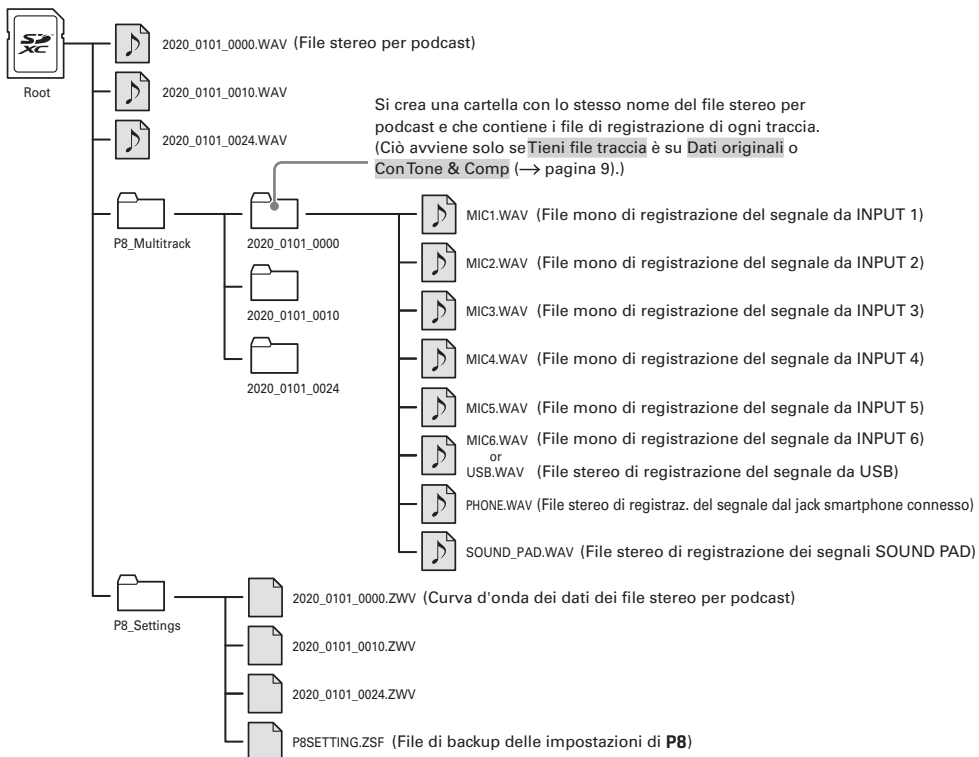 SD XC
Root
2020_0101_0000.WAV (File stereo per podcast)
2020_0101_0010.WAV
2020_0101_0024.WAV
Si crea una cartella con lo stesso nome del file stereo per
podcast e che contiene i file di registrazione di ogni traccia.
(Ciò avviene solo se Tieni file traccia è su Dati originali o
Con Tone & Comp (→ pagina 9).)
P8_Multitrack
2020_0101_0000
2020_0101_0010
2020_0101_0024
MIC1.WAV (File mono di registrazione del segnale da INPUT 1)
MIC2.WAV (File mono di registrazione del segnale da INPUT 2)
MIC3.WAV (File mono di registrazione del segnale da INPUT 3)
MIC4.WAV (File mono di registrazione del segnale da INPUT 4)
MIC5.WAV (File mono di registrazione del segnale da INPUT 5)
MIC6.WAV (File mono di registrazione del segnale da INPUT 6)
or
USB.WAV (File stereo di registrazione del segnale da USB)
PHONE.WAV (File stereo di registraz. del segnale dal jack smartphone connesso)
SOUND_PAD.WAV (File stereo di registrazione dei segnali SOUND PAD)
P8_Settings
2020_0101_0000.ZWV (Curva d'onda dei dati dei file stereo per podcast)
2020_0101_0010.ZWV
2020_0101_0024.ZWV
P8SETTING.ZSF (File di backup delle impostazioni di P8)